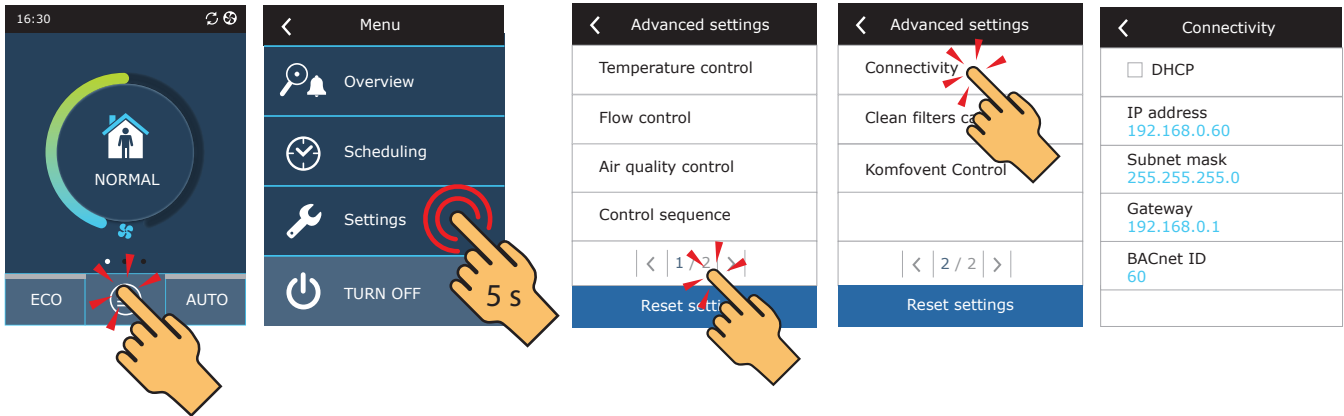 16:30
NORMAL
ECO
AUTO
Menu
Overview
Scheduling
Settings
TURN OFF
5 s
Advanced settings
Temperature control
Flow control
Air quality control
Control sequence
1 / 2
Reset
Advanced settings
Connectivity
Clean filters
Komfovent Control
2 / 2
Reset settings
Connectivity
DHCP
IP address
192.168.0.60
Subnet mask
255.255.255.0
Gateway
192.168.0.1
BACnet ID
60